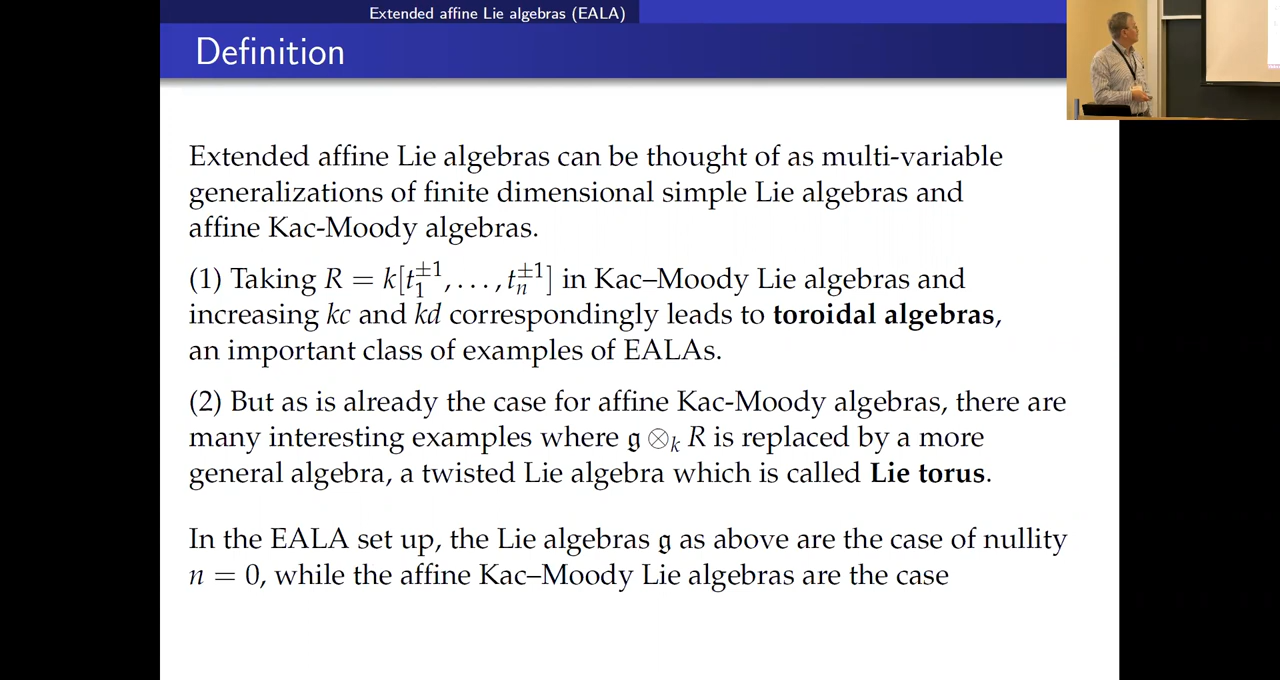 Extended affine Lie algebras (EALA)
Definition
Extended affine Lie algebras can be thought of as multi-variable
generalizations of finite dimensional simple Lie algebras and
affine Kac-Moody algebras.
(1) Taking R = k[t₁^{±1}, . . . , tₙ^{±1}] in Kac–Moody Lie algebras and
increasing kc and kd correspondingly leads to toroidal algebras,
an important class of examples of EALAs.
(2) But as is already the case for affine Kac-Moody algebras, there are
many interesting examples where 𝔤 ⊗ₖ R is replaced by a more
general algebra, a twisted Lie algebra which is called Lie torus.
In the EALA set up, the Lie algebras 𝔤 as above are the case of nullity
n = 0, while the affine Kac–Moody Lie algebras are the case